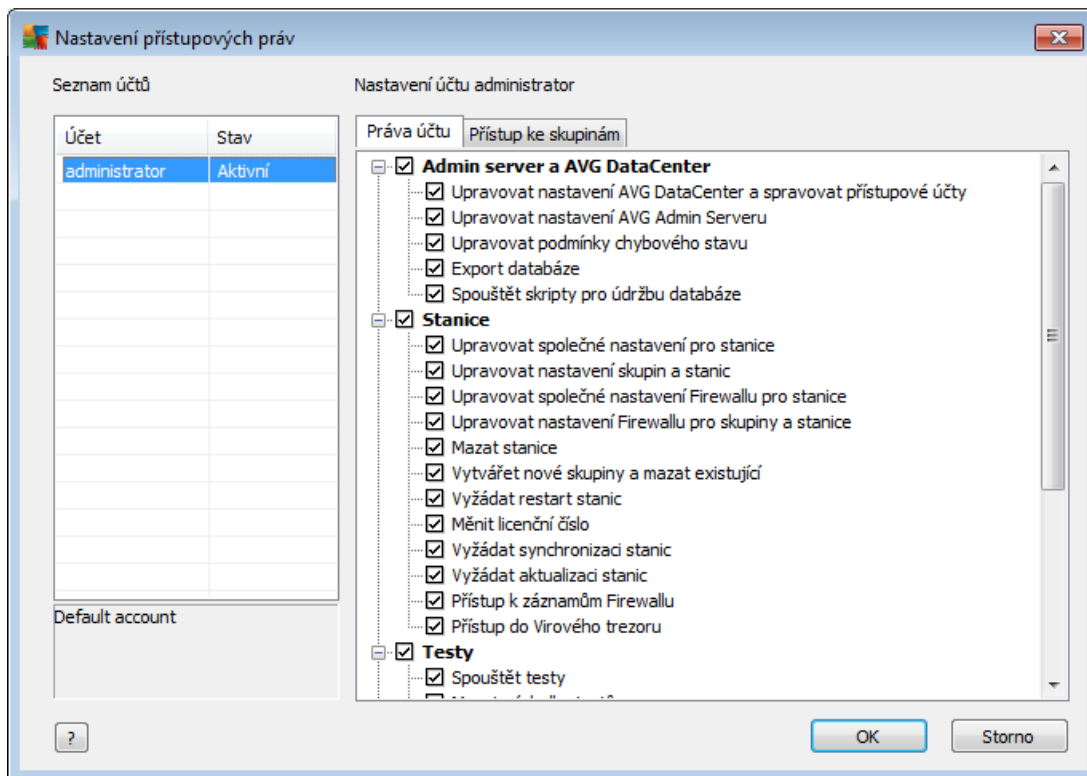 Nastavení přístupových práv
Seznam účtů
Nastavení účtu administrator
Účet Stav
administrator Aktivní
Default account
Práva účtu Přístup ke skupinám
Admin server a AVG DataCenter
Upravovat nastavení AVG DataCenter a spravovat přístupové účty
Upravovat nastavení AVG Admin Serveru
Upravovat podmínky chybového stavu
Export databáze
Spouštět skripty pro údržbu databáze
Stanice
Upravovat společné nastavení pro stanice
Upravovat nastavení skupin a stanic
Upravovat společné nastavení Firewallu pro stanice
Upravovat nastavení Firewallu pro skupiny a stanice
Mazat stanice
Vytvářet nové skupiny a mazat existující
Vyžádat restart stanic
Měnit licenční číslo
Vyžádat synchronizaci stanic
Vyžádat aktualizaci stanic
Přístup k záznamům Firewallu
Přístup do Virového trezoru
Testy
Spouštět testy
?
OK
Storno